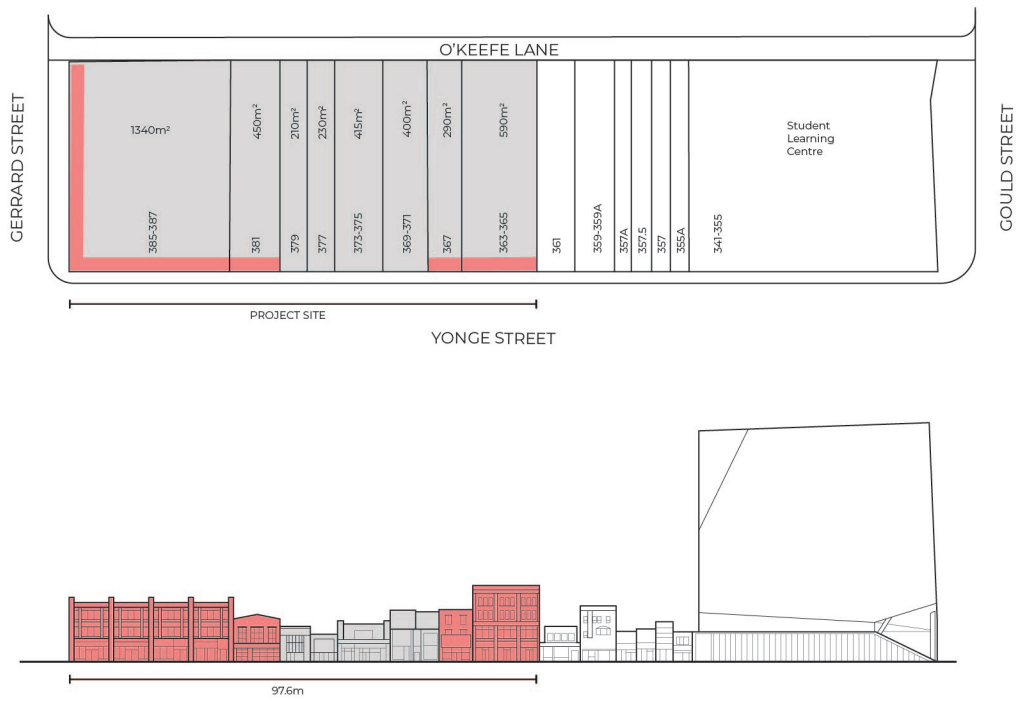 O'KEEFE LANE
GERRARD STREET
GOULD STREET
1340m²
450m²
210m²
230m²
415m²
400m²
290m²
590m²
Student
Learning
Centre
385-387
381
379
377
373-375
369-371
367
363-365
361
359-359A
357A
357.5
357
355A
341-355
PROJECT SITE
YONGE STREET
97.6m